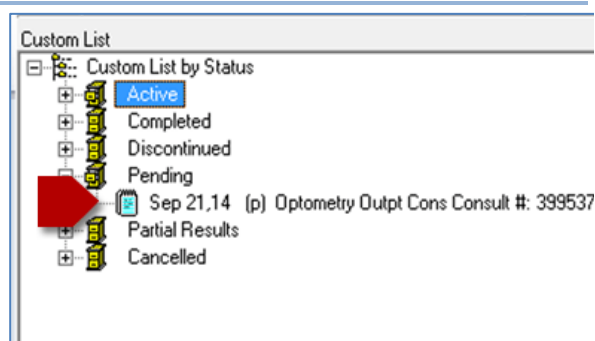 Custom List
Custom List by Status
Active
Completed
Discontinued
Pending
Sep 21,14 (p) Optometry Outpt Cons Consult #: 399537
Partial Results
Cancelled